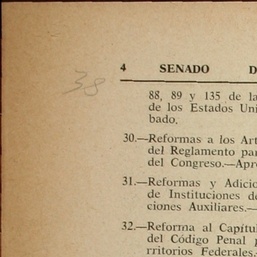 4 SENADO D
38
88, 89 y 135 de la
de los Estados Uni
bado.
30.—Reformas a los Art
del Reglamento par
del Congreso.—Apr
31.—Reformas y Adicio
de Instituciones de
ciones Auxiliares.—
32.—Reforma al Capítul
del Código Penal p
rritorios Federales.